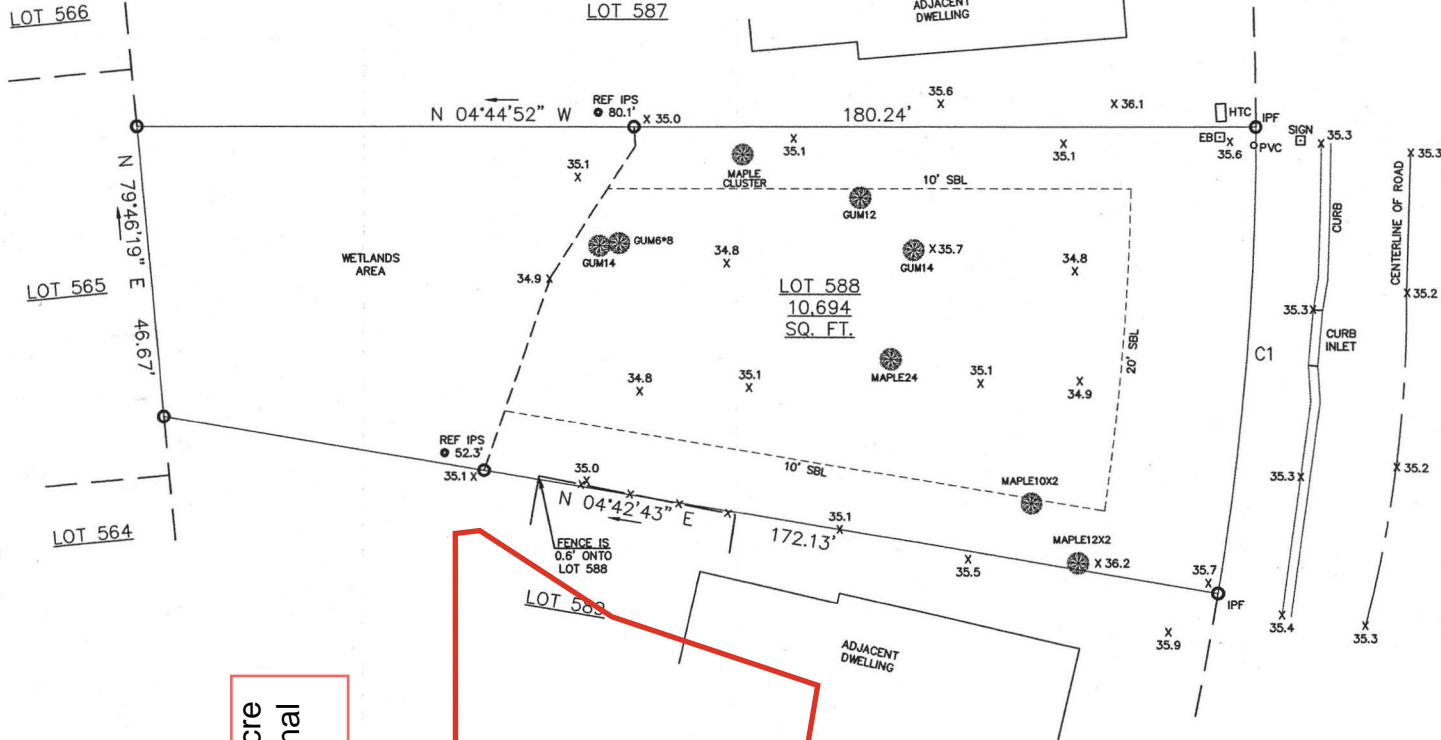 LOT 566
LOT 587
ADJACENT
DWELLING
N 04°44'52" W
REF IPS
80.1'
X 35.0
180.24'
35.6
X
X 36.1
HTC
IPF
EB
X
35.6
PVC
SIGN
35.3
X
X
35.3
N 79°46'19" E 46.67'
35.1
X
MAPLE
CLUSTER
X
35.1
X
35.1
10' SBL
GUM12
GUM14
GUM6*8
WETLANDS
AREA
34.9 X
34.8
X
X 35.7
GUM14
34.8
X
LOT 565
LOT 588
10,694
SQ. FT.
20' SBL
C1
35.3 X
CURB
CURB
INLET
CENTERLINE OF ROAD
X 35.2
MAPLE24
34.8
X
35.1
X
35.1
X
X
34.9
REF IPS
52.3'
35.1 X
35.0
X
10' SBL
MAPLE10X2
35.3 X
X 35.2
N 04°42'43" E
172.13'
35.1
X
MAPLE12X2
X 36.2
X
35.5
35.7
X
IPF
LOT 564
FENCE IS
0.6' ONTO
LOT 588
LOT 589
ADJACENT
DWELLING
X
35.9
X
35.4
X
35.3
cre
nal